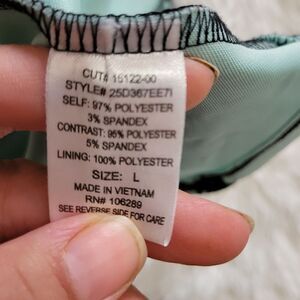 CUT# 15122-00
STYLE# 25D367EE7I
SELF: 97% POLYESTER
3% SPANDEX
CONTRAST: 95% POLYESTER
5% SPANDEX
LINING: 100% POLYESTER
SIZE: L
MADE IN VIETNAM
RN# 106289
SEE REVERSE SIDE FOR CARE